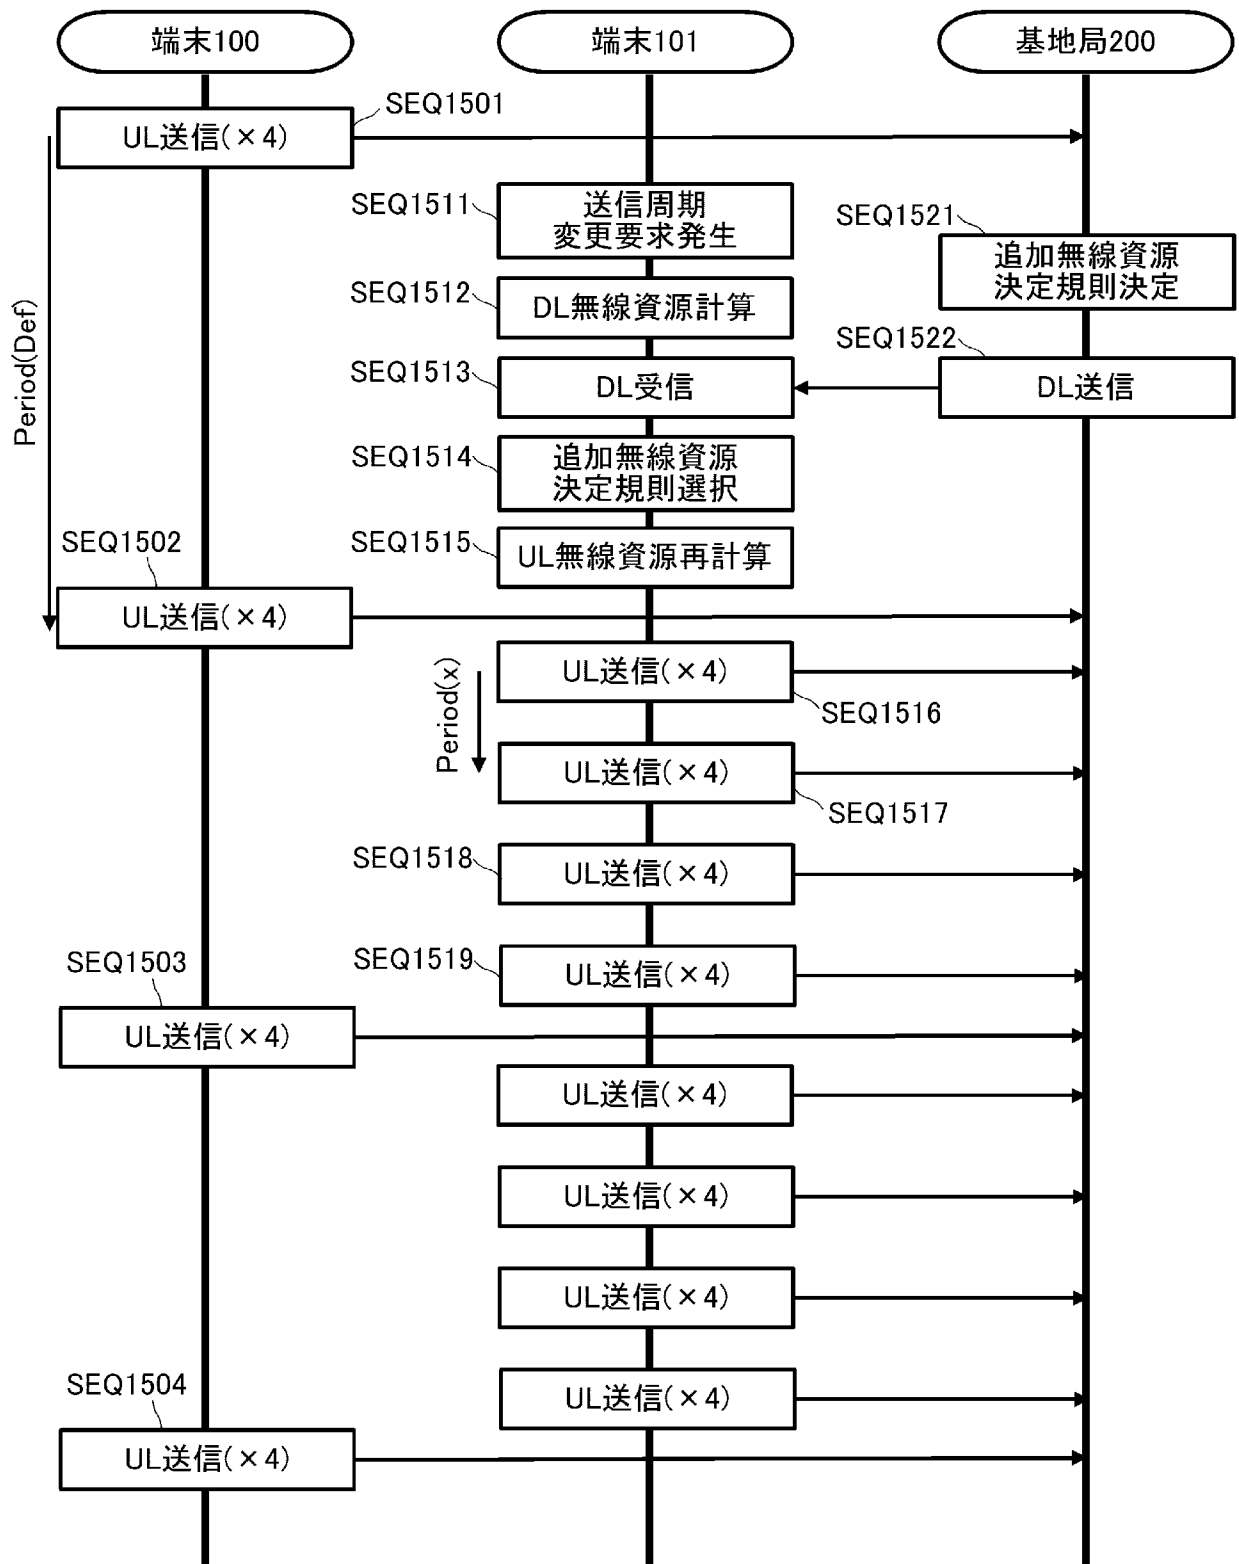 端末100
端末101
基地局200
SEQ1501
UL送信(×4)
SEQ1511
送信周期
変更要求発生
SEQ1521
追加無線資源
決定規則決定
SEQ1512
DL無線資源計算
Period(Def)
SEQ1522
SEQ1513
DL受信
DL送信
SEQ1514
追加無線資源
決定規則選択
SEQ1502
SEQ1515
UL無線資源再計算
UL送信(×4)
Period(x)
UL送信(×4)
SEQ1516
UL送信(×4)
SEQ1517
SEQ1518
UL送信(×4)
SEQ1503
SEQ1519
UL送信(×4)
UL送信(×4)
UL送信(×4)
UL送信(×4)
UL送信(×4)
SEQ1504
UL送信(×4)
UL送信(×4)